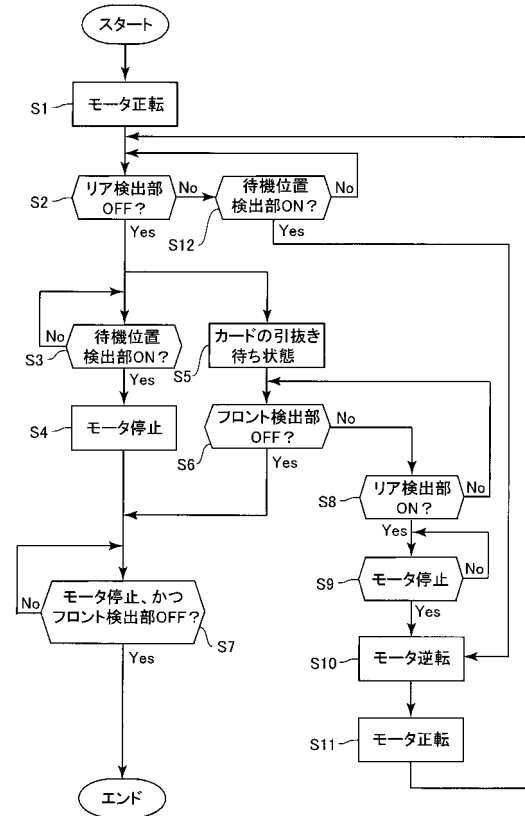 スタート
S1
モータ正転
S2
リア検出部
OFF?
No
Yes
待機位置
検出部ON?
No
S12
Yes
No
待機位置
検出部ON?
S3
Yes
カードの引抜き
待ち状態
S5
S4
モータ停止
フロント検出部
OFF?
No
S6
Yes
リア検出部
ON?
No
S8
Yes
モータ停止
No
S9
Yes
モータ停止、かつ
フロント検出部OFF?
No
S7
Yes
S10
モータ逆転
S11
モータ正転
エンド